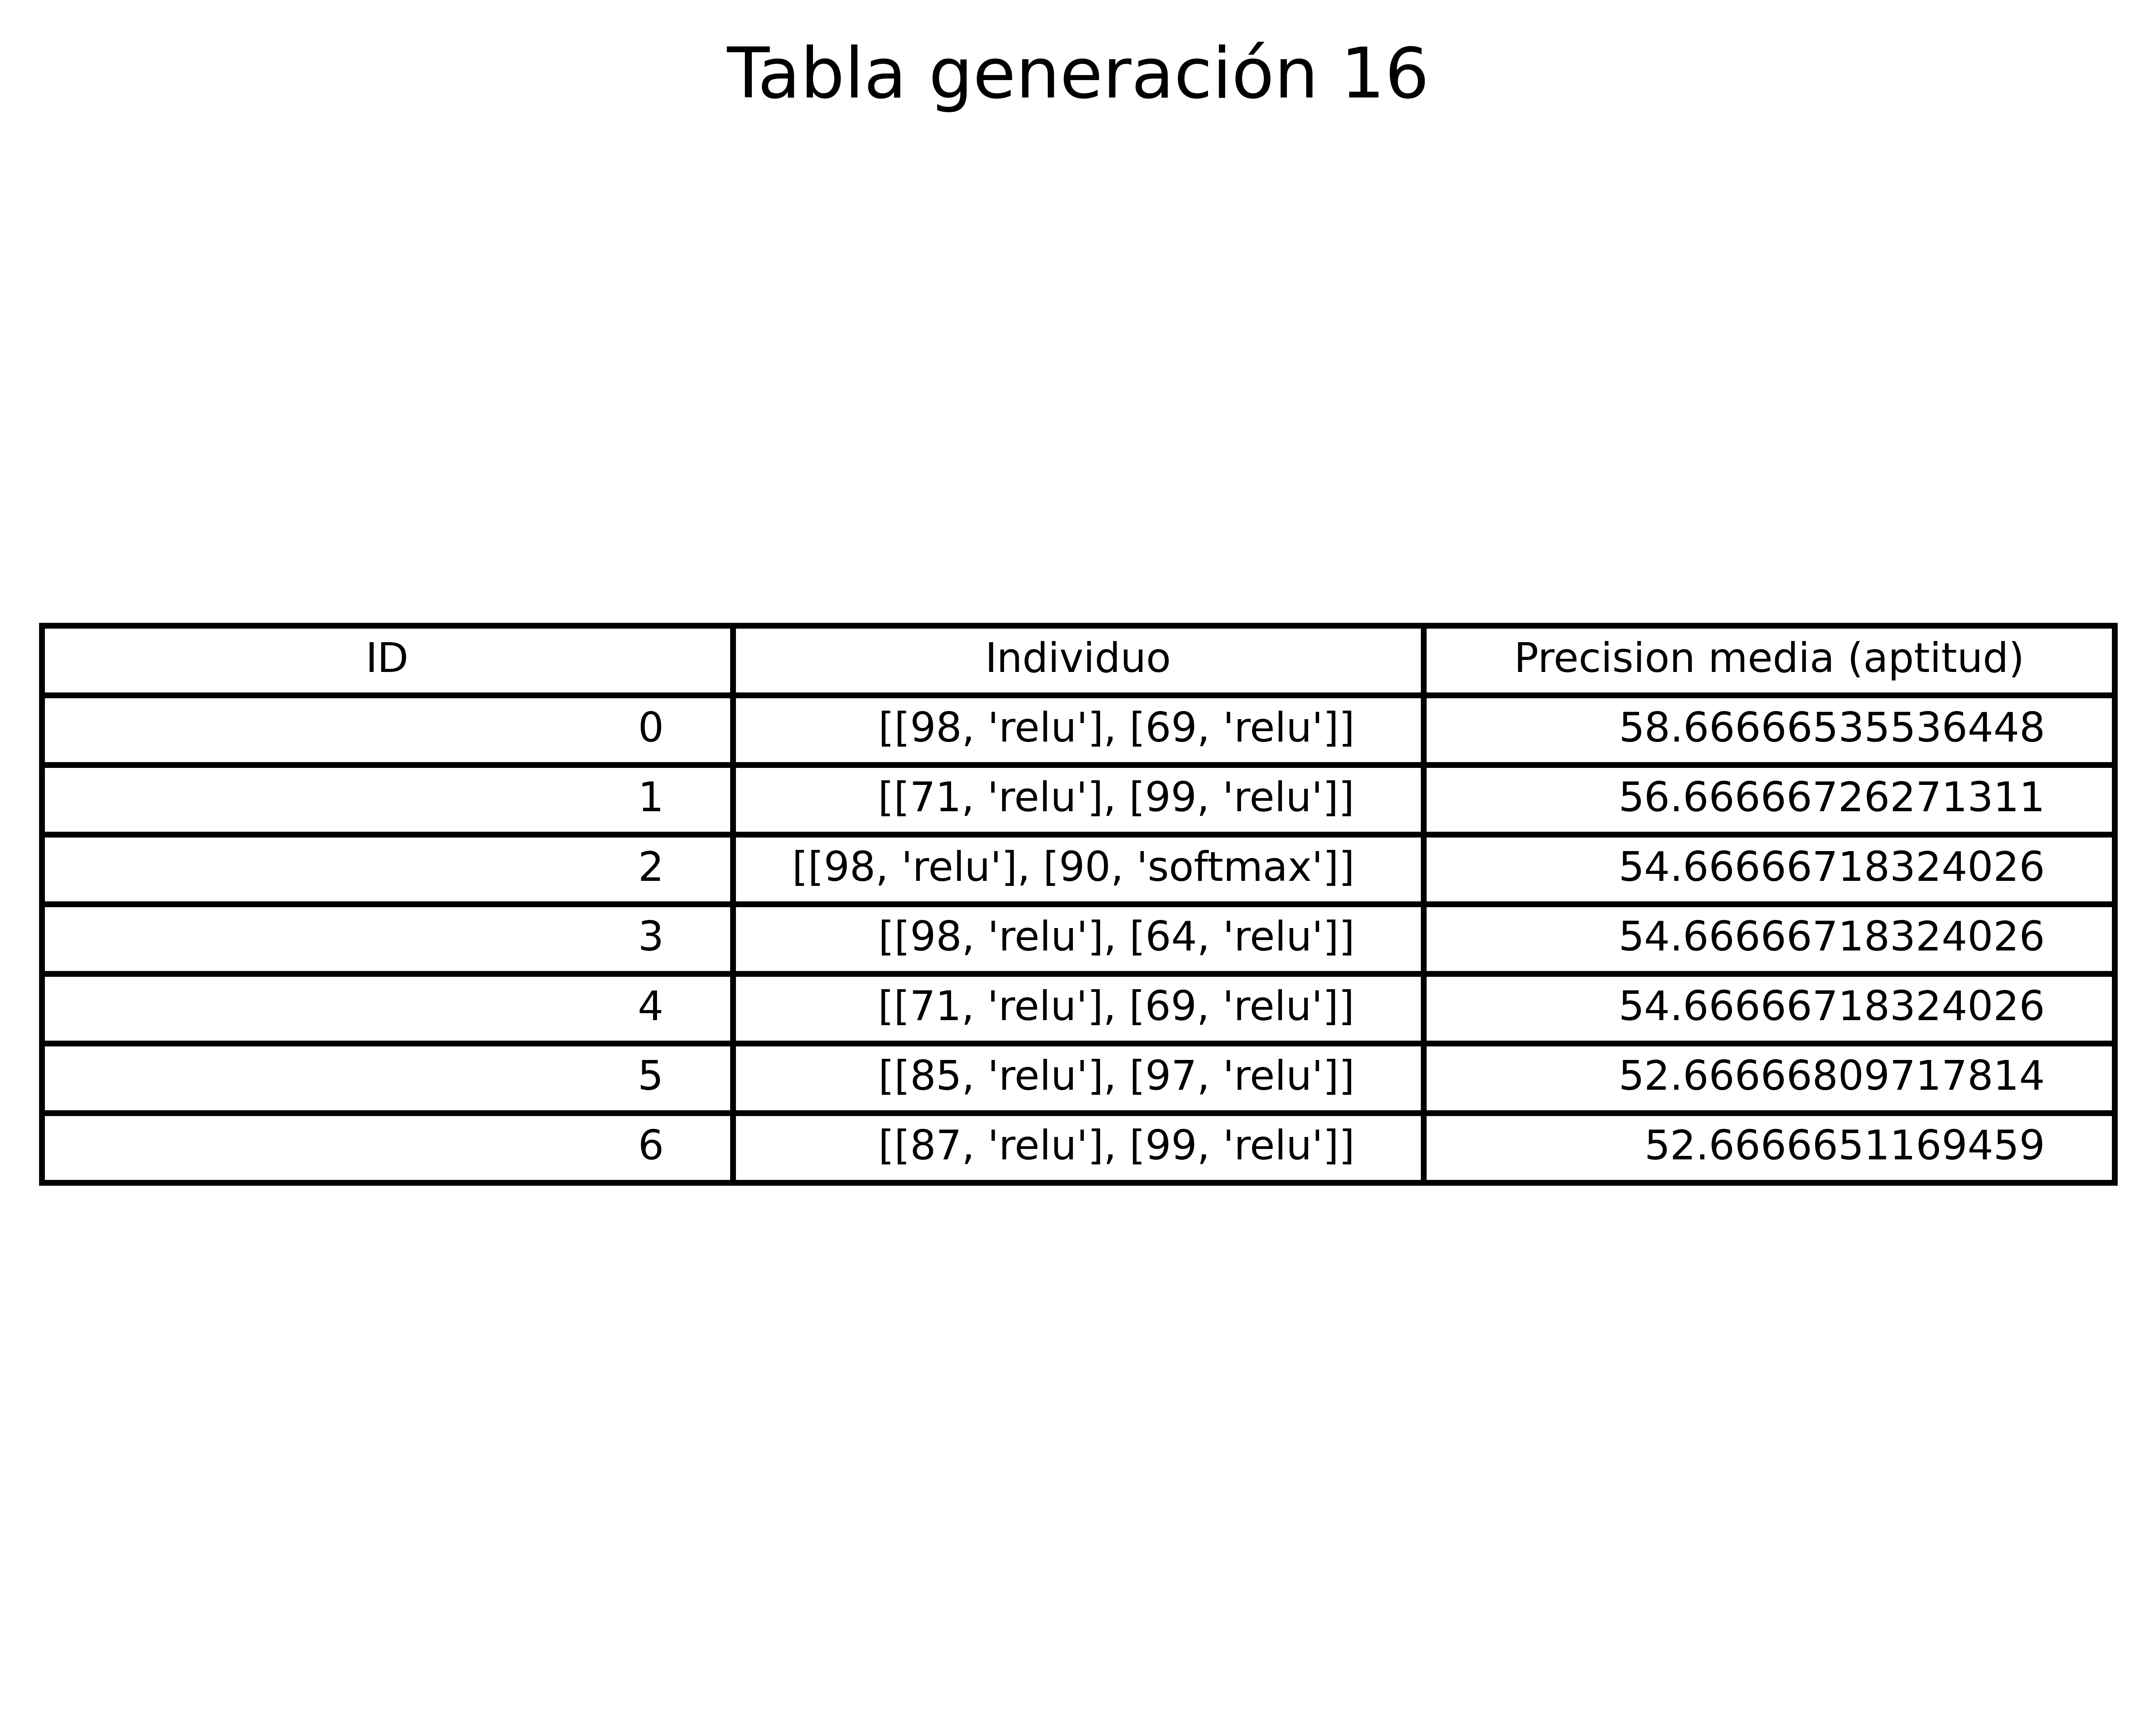 Tabla generación 16
ID Individuo Precision media (aptitud)
0 [[98, 'relu'], [69, 'relu']] 58.66666535536448
1 [[71, 'relu'], [99, 'relu']] 56.66666726271311
2 [[98, 'relu'], [90, 'softmax']] 54.66666718324026
3 [[98, 'relu'], [64, 'relu']] 54.66666718324026
4 [[71, 'relu'], [69, 'relu']] 54.66666718324026
5 [[85, 'relu'], [97, 'relu']] 52.66666809717814
6 [[87, 'relu'], [99, 'relu']] 52.6666651169459